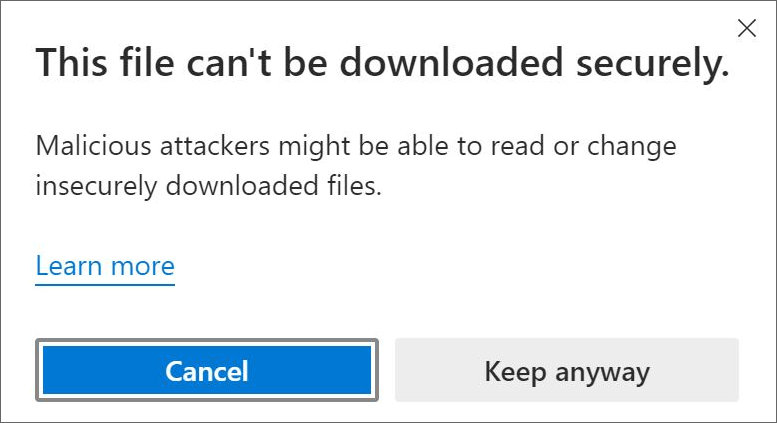 This file can't be downloaded securely.
Malicious attackers might be able to read or change
insecurely downloaded files.
Learn more
Cancel
Keep anyway